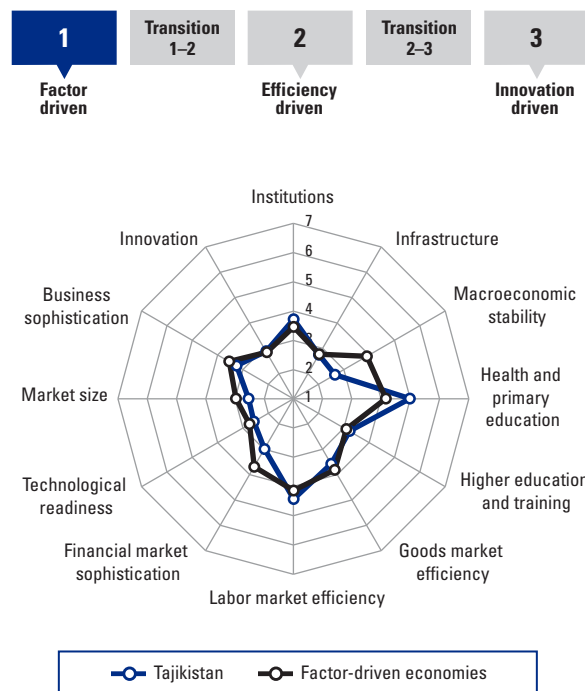 1
Transition
1–2
2
Transition
2–3
3
Factor
driven
Efficiency
driven
Innovation
driven
Institutions
7
6
5
4
3
2
1
Infrastructure
Macroeconomic
stability
Health and
primary
education
Higher education
and training
Goods market
efficiency
Labor market efficiency
Financial market
sophistication
Technological
readiness
Market size
Business
sophistication
Innovation
Tajikistan
Factor-driven economies